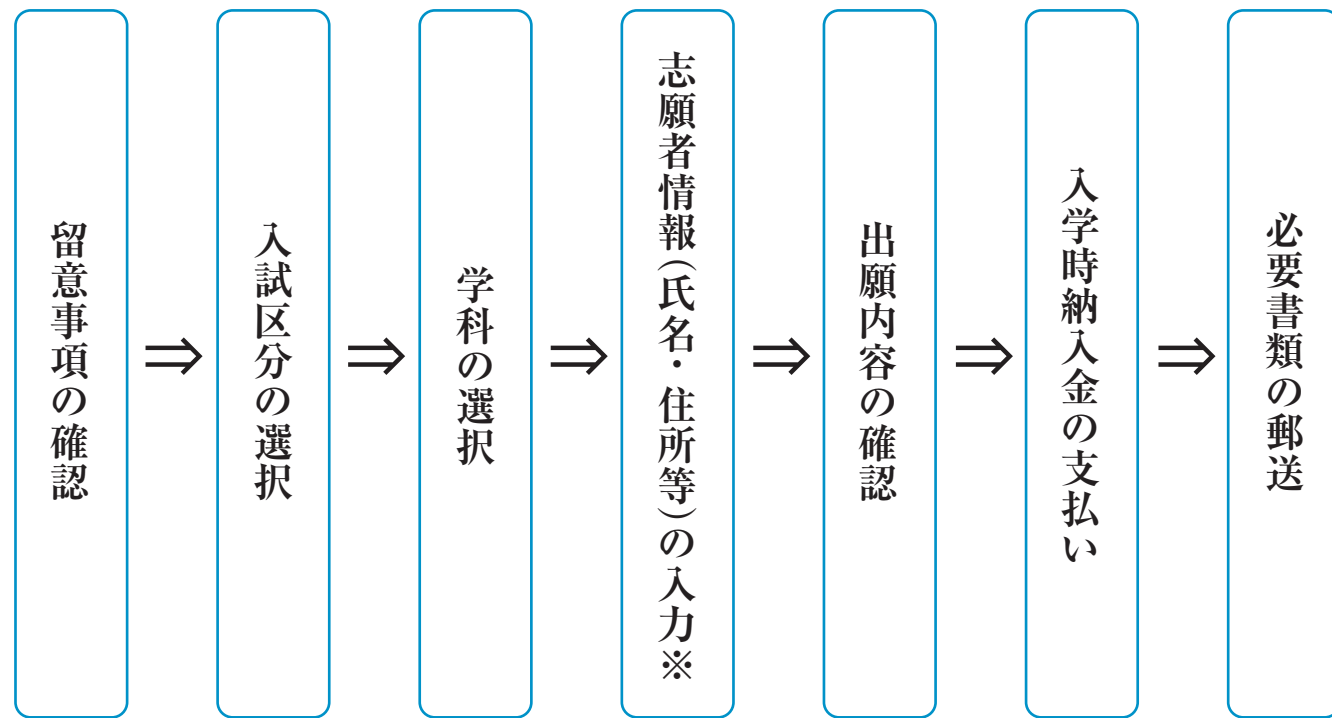 留意事項の確認
⇒
入試区分の選択
⇒
学科の選択
⇒
志願者情報(氏名・住所等)の入力※
⇒
出願内容の確認
⇒
入学時納入金の支払い
⇒
必要書類の郵送